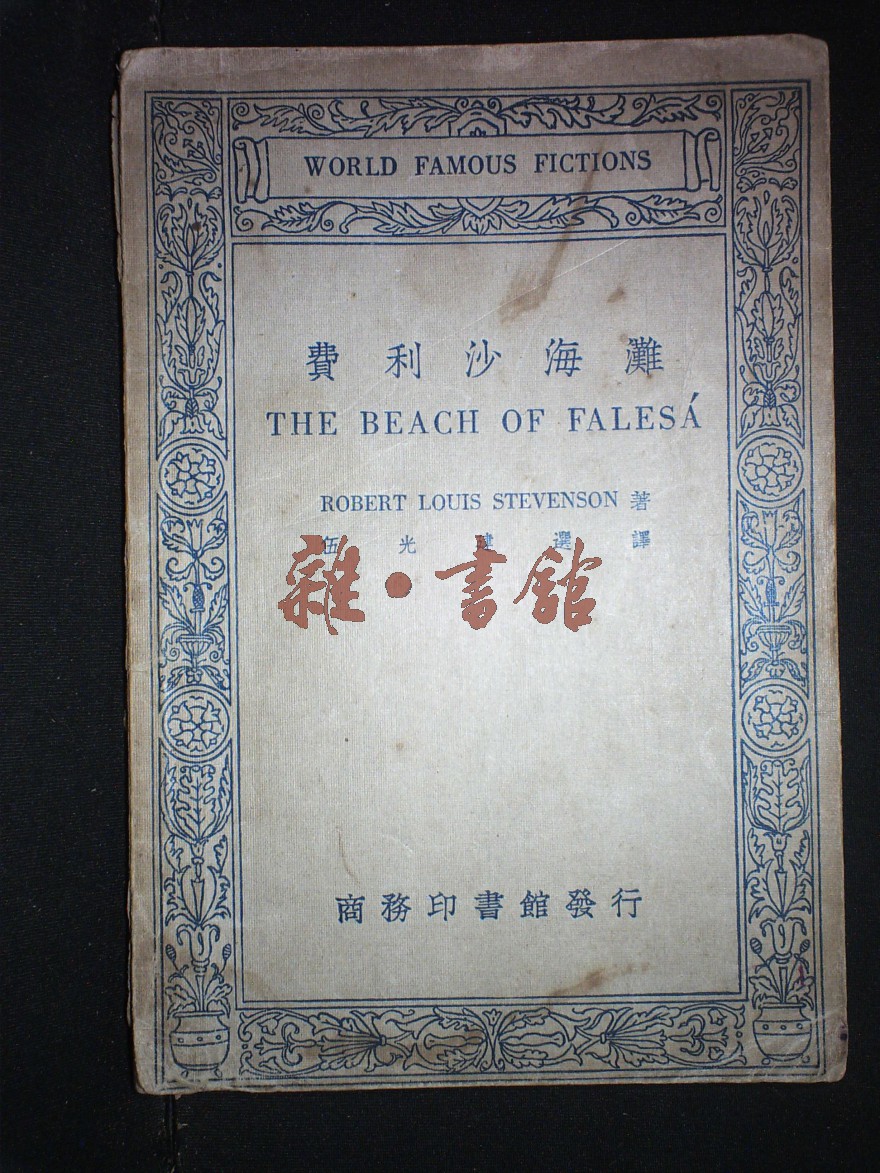 WORLD FAMOUS FICTIONS
費利沙海灘
THE BEACH OF FALESÁ
ROBERT LOUIS STEVENSON 著
伍光建選譯
雜·書館
商務印書館發行